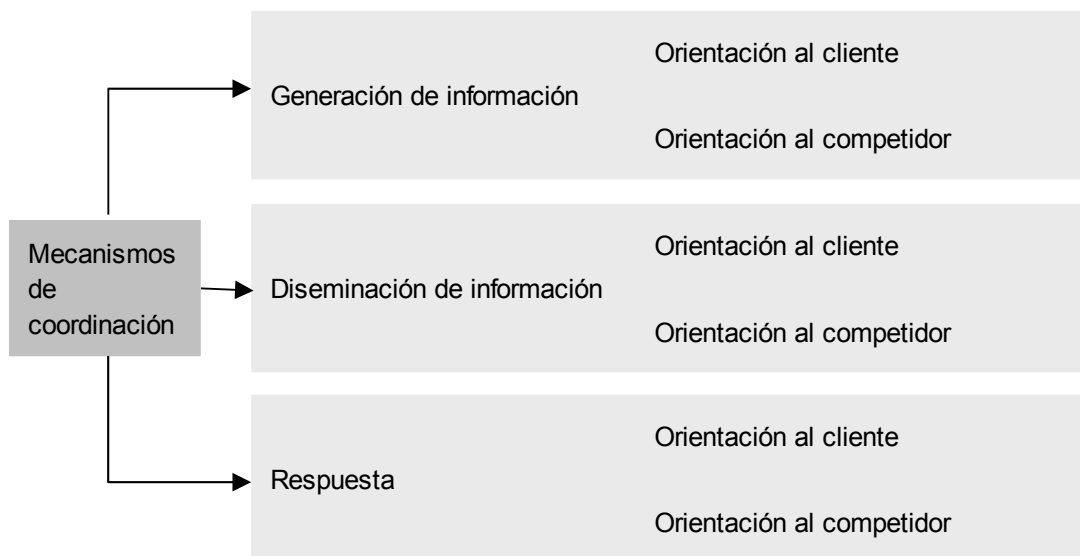 Mecanismos
de
coordinación
Generación de información
Orientación al cliente
Orientación al competidor
Diseminación de información
Orientación al cliente
Orientación al competidor
Respuesta
Orientación al cliente
Orientación al competidor